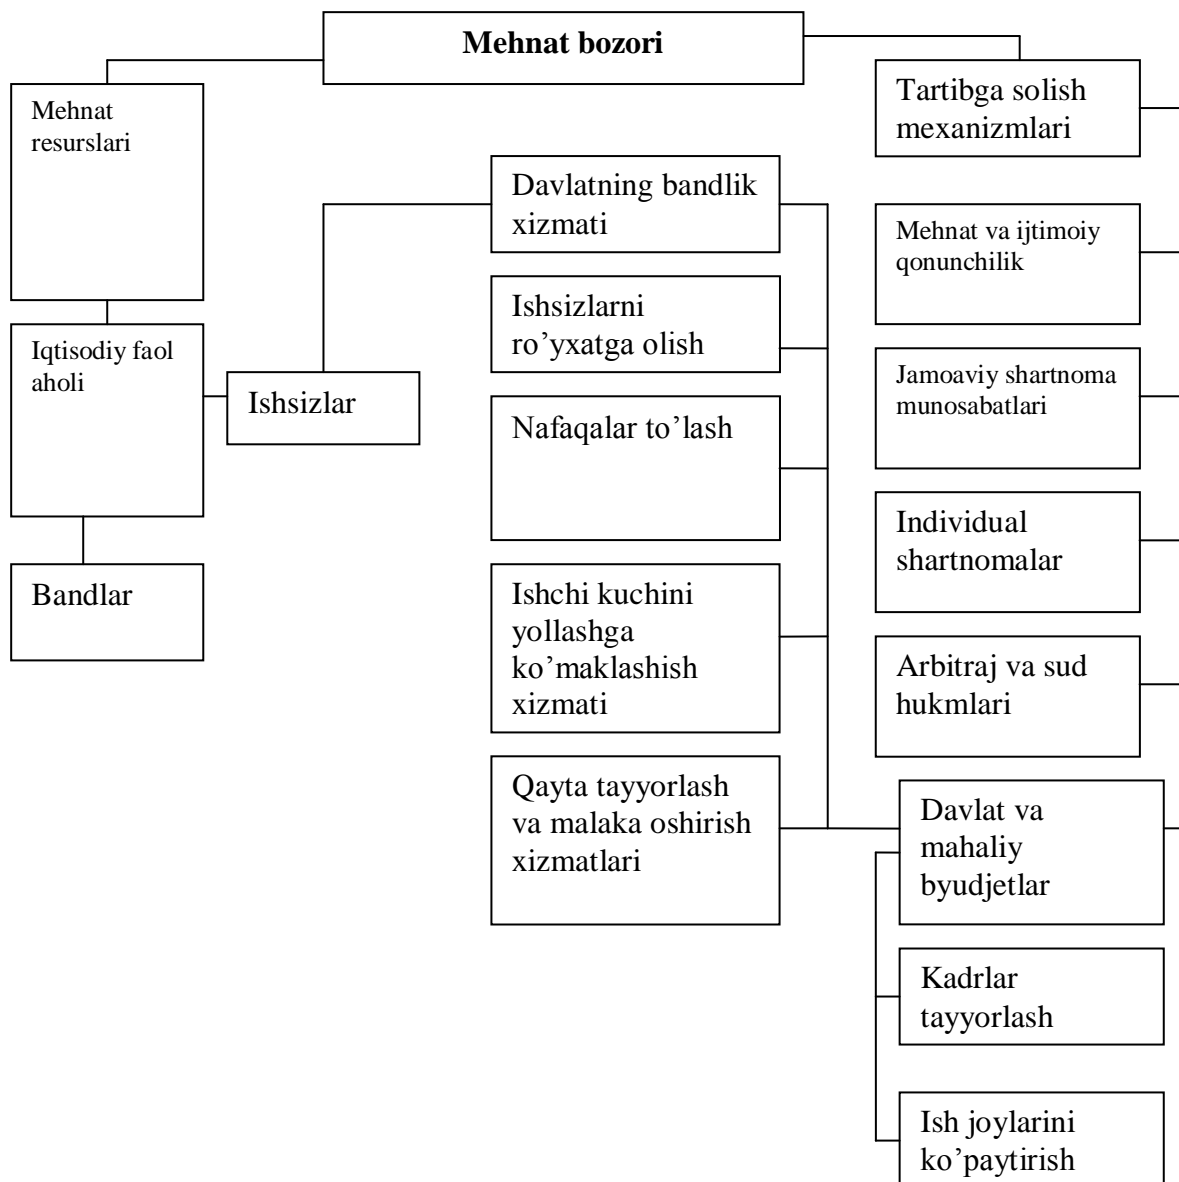 Mehnat bozori
Mehnat
resurslari
Tartibga solish
mexanizmlari
Davlatning bandlik
xizmati
Mehnat va ijtimoiy
qonunchilik
Ishsizlarni
ro’yxatga olish
Iqtisodiy faol
aholi
Ishsizlar
Jamoaviy shartnoma
munosabatlari
Nafaqalar to’lash
Individual
shartnomalar
Bandlar
Ishchi kuchini
yollashga
ko’maklashish
xizmati
Arbitraj va sud
hukmlari
Qayta tayyorlash
va malaka oshirish
xizmatlari
Davlat va
mahaliy
byudjetlar
Kadrlar
tayyorlash
Ish joylarini
ko’paytirish